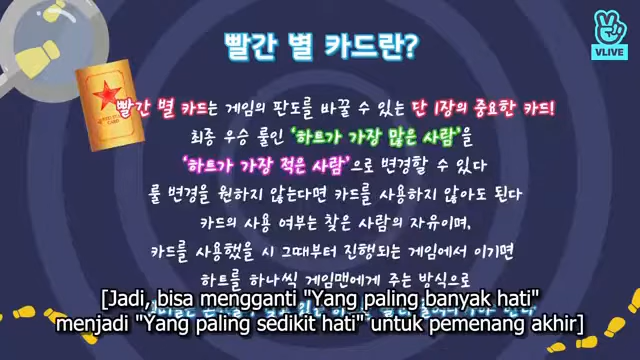 빨간 별 카드란?
VLIVE
빨간 별 카드는 게임의 판도를 바꿀 수 있는 단 1장의 중요한 카드!
최종 우승 룰인 '하트가 가장 많은 사람'을
'하트가 가장 적은 사람'으로 변경할 수 있다
룰 변경을 원하지 않는다면 카드를 사용하지 않아도 된다
카드의 사용 여부는 찾은 사람의 자유이며,
카드를 사용했을 시 그때부터 진행되는 게임에서 이기면
하트를 하나씩 게임맨에게 주는 방식으로
[Jadi, bisa mengganti "Yang paling banyak hati"
menjadi "Yang paling sedikit hati" untuk pemenang akhir]